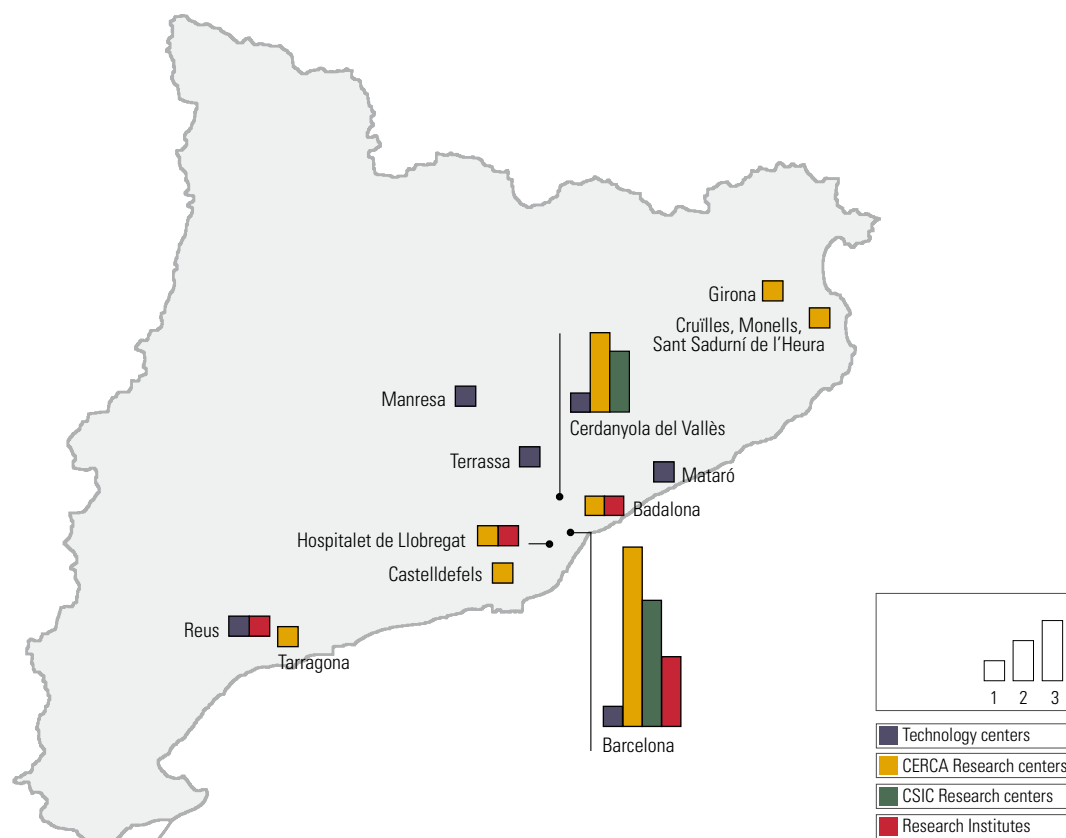 Girona
Cruïlles, Monells,
Sant Sadurní de l'Heura
Manresa
Cerdanyola del Vallès
Terrassa
Mataró
Badalona
Hospitalet de Llobregat
Castelldefels
Reus
Tarragona
Barcelona
1 2 3
Technology centers
CERCA Research centers
CSIC Research centers
Research Institutes